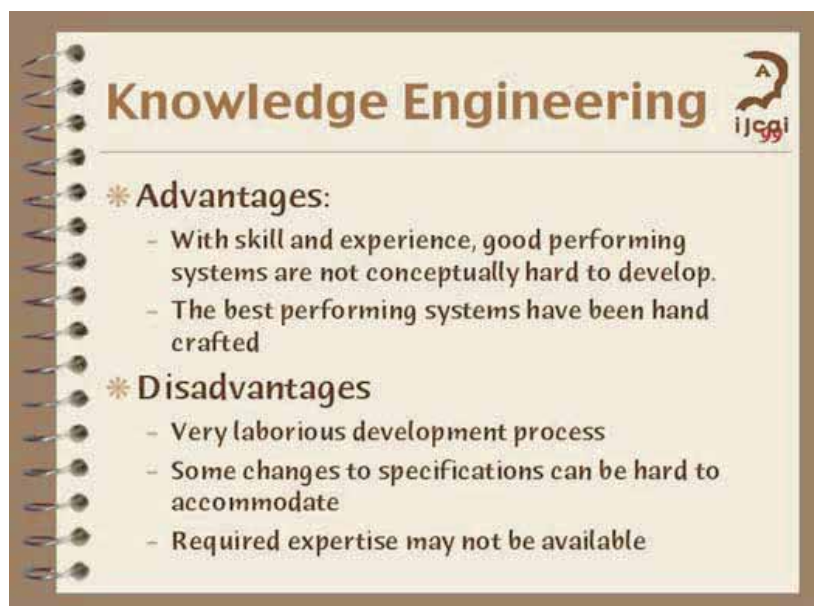 Knowledge Engineering
A
ijcai
99
Advantages:
– With skill and experience, good performing
systems are not conceptually hard to develop.
– The best performing systems have been hand
crafted
Disadvantages
– Very laborious development process
– Some changes to specifications can be hard to
accommodate
– Required expertise may not be available